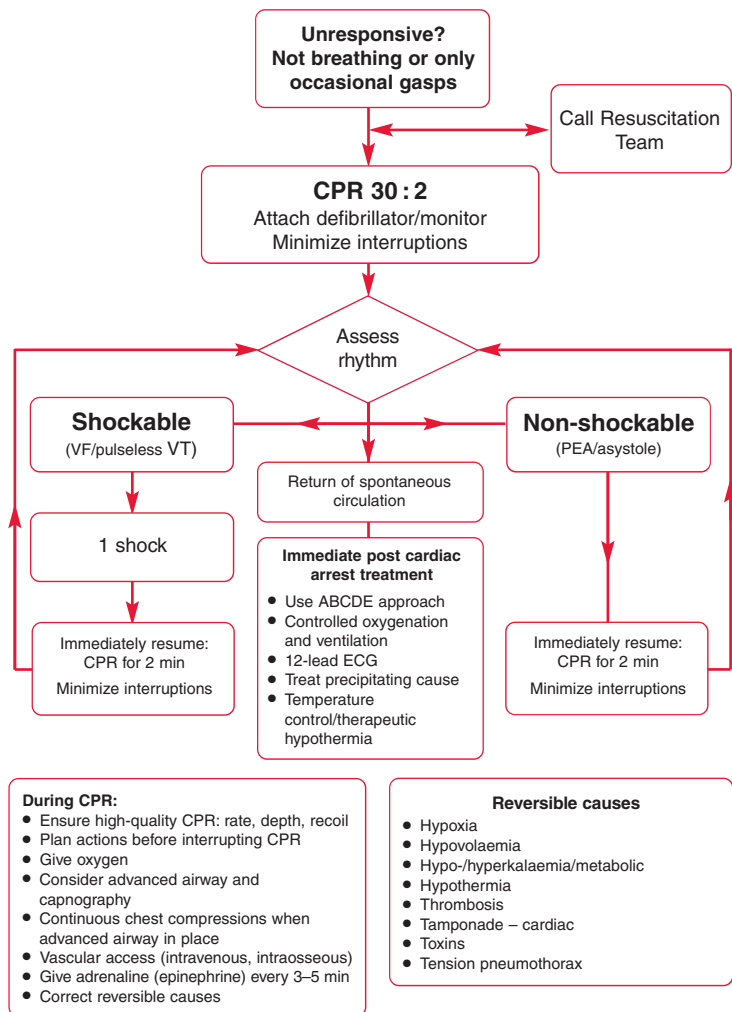 Unresponsive?
Not breathing or only
occasional gasps
Call Resuscitation
Team
CPR 30 : 2
Attach defibrillator/monitor
Minimize interruptions
Assess
rhythm
Shockable
(VF/pulseless VT)
Non-shockable
(PEA/asystole)
Return of spontaneous
circulation
1 shock
Immediate post cardiac
arrest treatment
● Use ABCDE approach
● Controlled oxygenation
and ventilation
● 12-lead ECG
● Treat precipitating cause
● Temperature
control/therapeutic
hypothermia
Immediately resume:
CPR for 2 min
Minimize interruptions
Immediately resume:
CPR for 2 min
Minimize interruptions
During CPR:
● Ensure high-quality CPR: rate, depth, recoil
● Plan actions before interrupting CPR
● Give oxygen
● Consider advanced airway and
capnography
● Continuous chest compressions when
advanced airway in place
● Vascular access (intravenous, intraosseous)
● Give adrenaline (epinephrine) every 3–5 min
● Correct reversible causes
Reversible causes
● Hypoxia
● Hypovolaemia
● Hypo-/hyperkalaemia/metabolic
● Hypothermia
● Thrombosis
● Tamponade – cardiac
● Toxins
● Tension pneumothorax